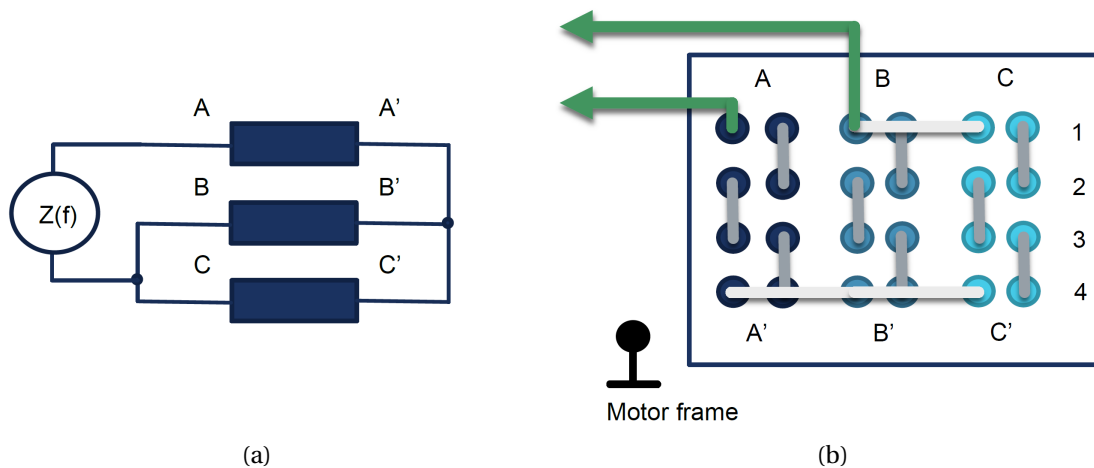 A A'
B B'
Z(f)
C C'
(a)
A B C
1
2
3
4
A' B' C'
Motor frame
(b)